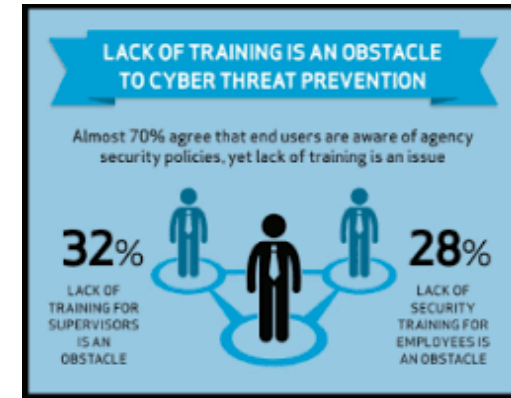 LACK OF TRAINING IS AN OBSTACLE
TO CYBER THREAT PREVENTION
Almost 70% agree that end users are aware of agency
security policies, yet lack of training is an issue
32%
LACK OF
TRAINING FOR
SUPERVISORS
IS AN
OBSTACLE
28%
LACK OF
SECURITY
TRAINING FOR
EMPLOYEES IS
AN OBSTACLE